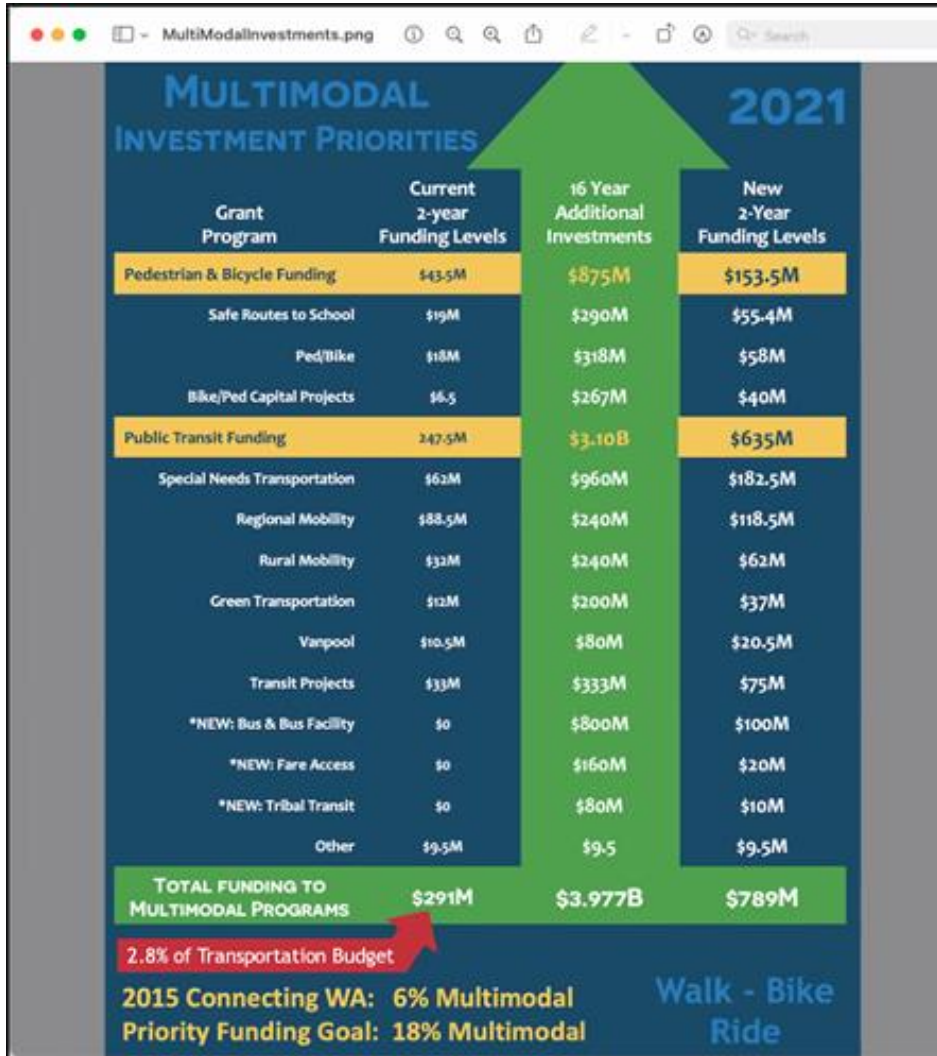 MultiModalInvestments.png
Search
MULTIMODAL
INVESTMENT PRIORITIES
2021
Grant Program
Current 2-year Funding Levels
16 Year Additional Investments
New 2-Year Funding Levels
Pedestrian & Bicycle Funding $43.5M $875M $153.5M
Safe Routes to School $19M $290M $55.4M
Ped/Bike $18M $318M $58M
Bike/Ped Capital Projects $6.5 $267M $40M
Public Transit Funding 247.5M $3.10B $635M
Special Needs Transportation $62M $960M $182.5M
Regional Mobility $88.5M $240M $118.5M
Rural Mobility $32M $240M $62M
Green Transportation $12M $200M $37M
Vanpool $10.5M $80M $20.5M
Transit Projects $33M $333M $75M
*NEW: Bus & Bus Facility $0 $800M $100M
*NEW: Fare Access $0 $160M $20M
*NEW: Tribal Transit $0 $80M $10M
Other $9.5M $9.5 $9.5M
TOTAL FUNDING TO
MULTIMODAL PROGRAMS $291M $3.977B $789M
2.8% of Transportation Budget
2015 Connecting WA: 6% Multimodal
Priority Funding Goal: 18% Multimodal
Walk - Bike
Ride